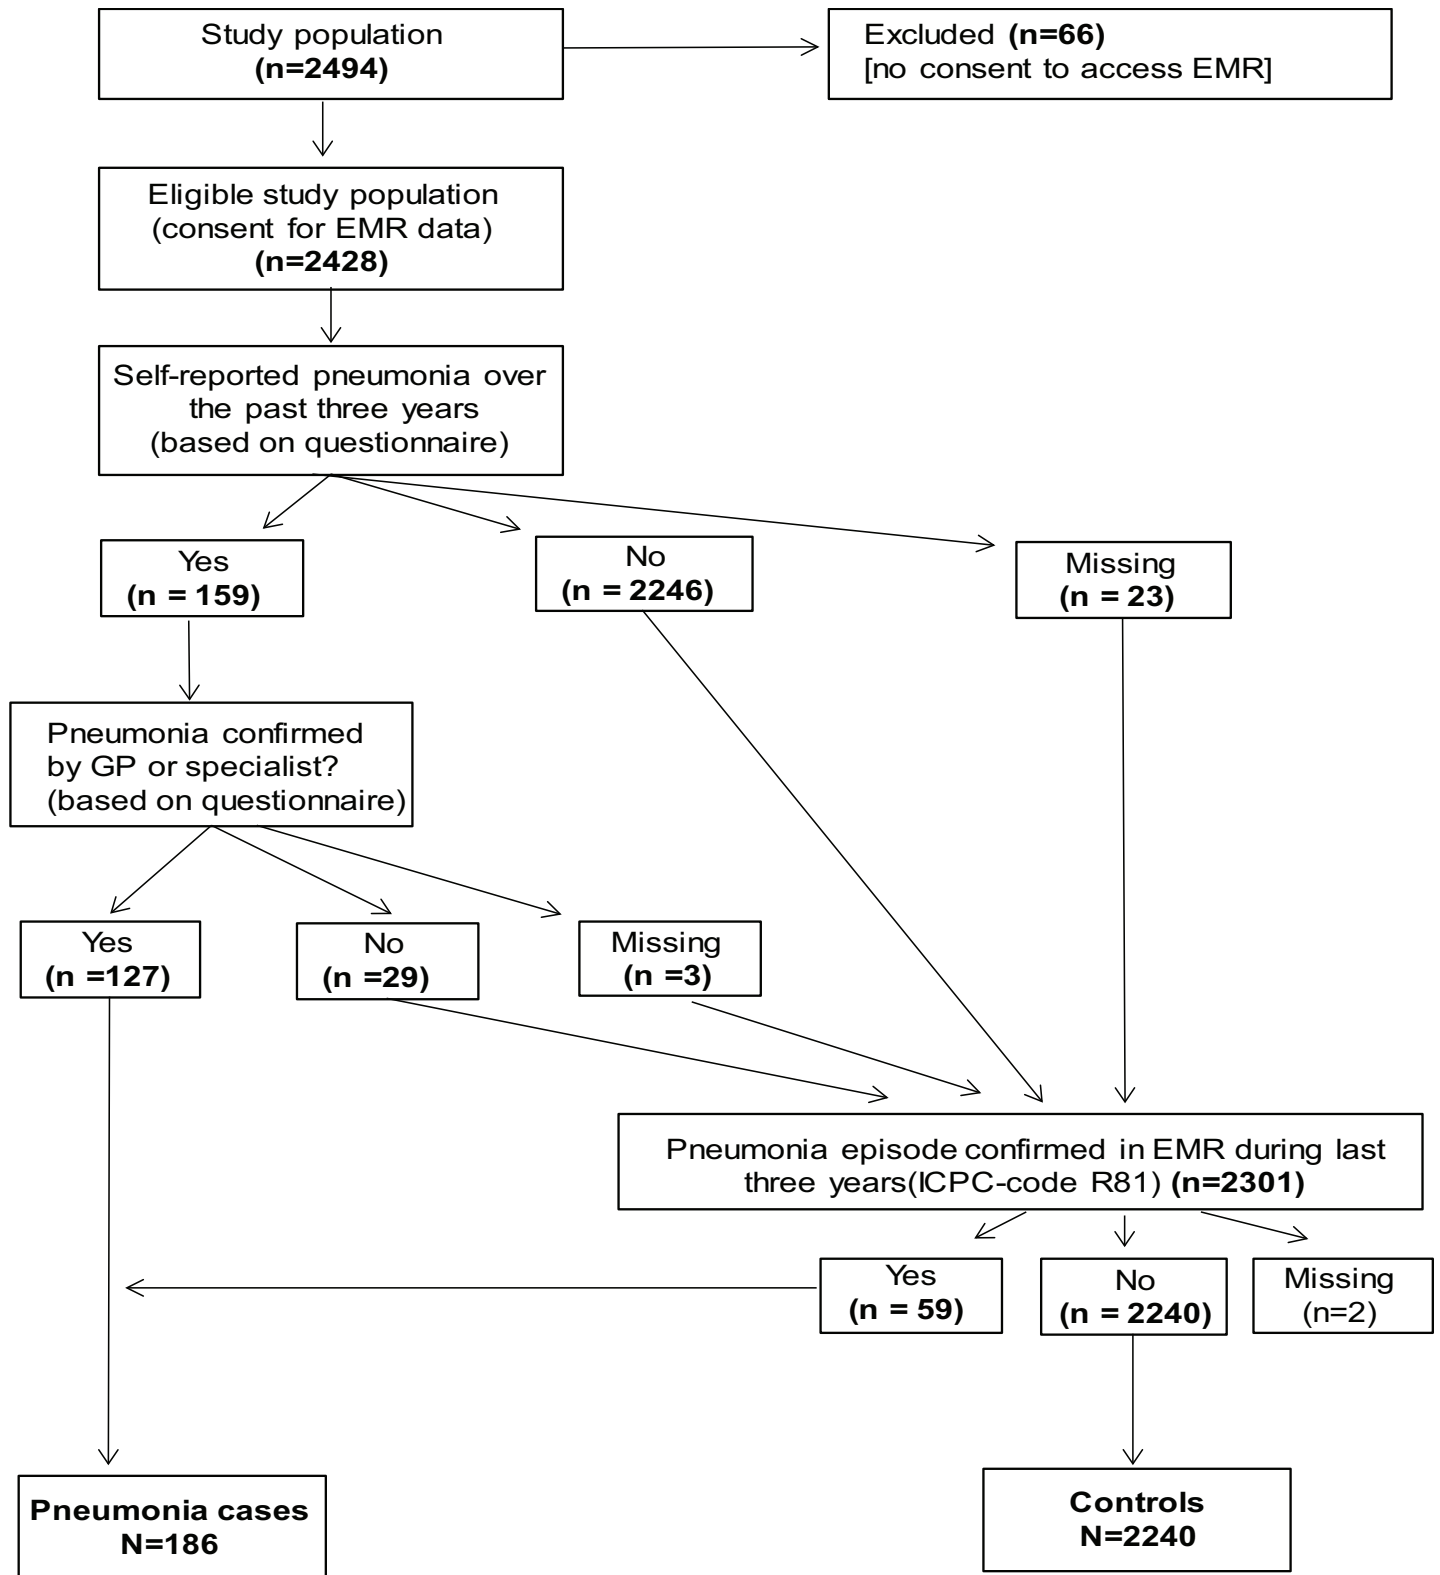 Study population
(n=2494)
Excluded (n=66)
[no consent to access EMR]
Eligible study population
(consent for EMR data)
(n=2428)
Self-reported pneumonia over
the past three years
(based on questionnaire)
Yes
(n = 159)
No
(n = 2246)
Missing
(n = 23)
Pneumonia confirmed
by GP or specialist?
(based on questionnaire)
Yes
(n =127)
No
(n =29)
Missing
(n =3)
Pneumonia episode confirmed in EMR during last
three years(ICPC-code R81) (n=2301)
Yes
(n = 59)
No
(n = 2240)
Missing
(n=2)
Pneumonia cases
N=186
Controls
N=2240